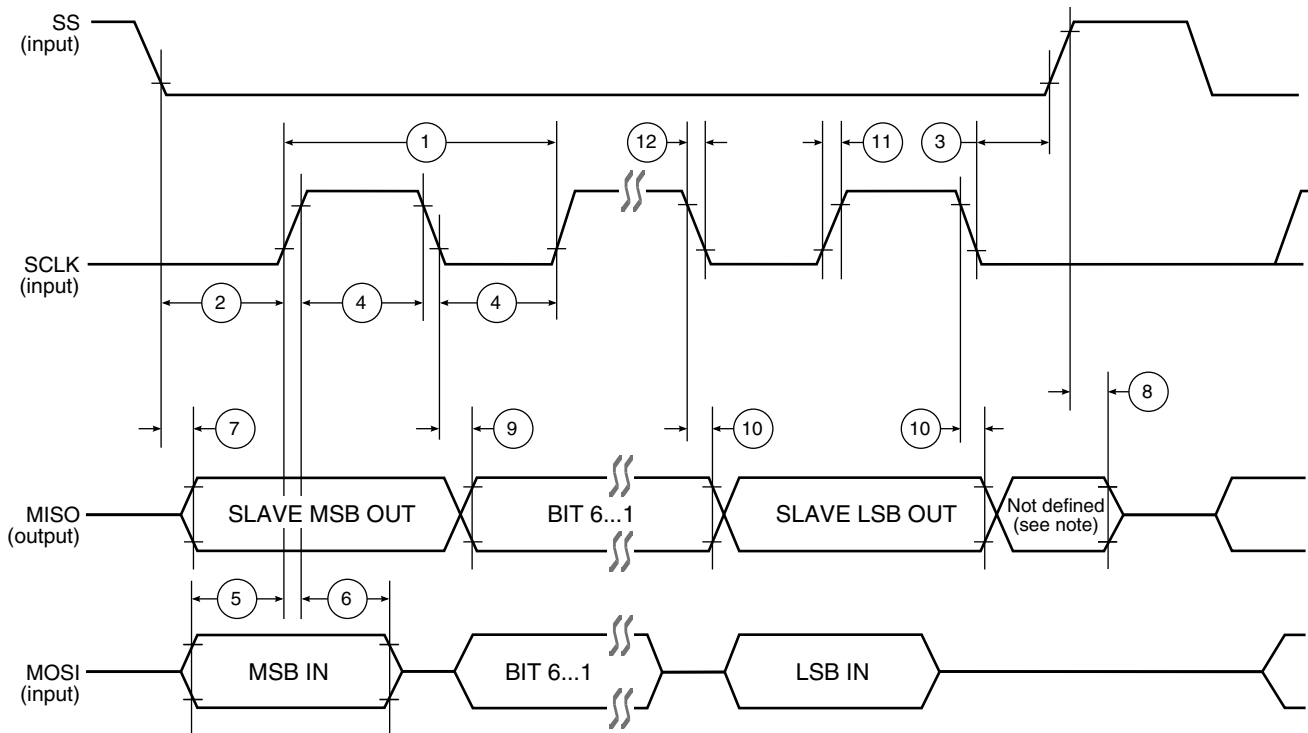 SS
(input)
1
12
11
3
SCLK
(input)
2
4
4
7
9
10
10
8
MISO
(output)
SLAVE MSB OUT
BIT 6...1
SLAVE LSB OUT
Not defined
(see note)
5
6
MOSI
(input)
MSB IN
BIT 6...1
LSB IN